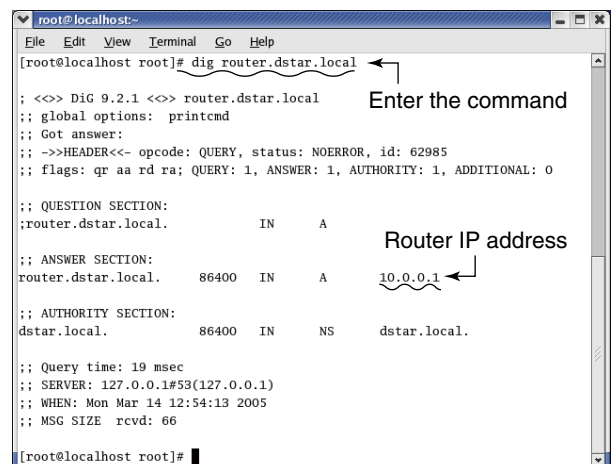 root@localhost:~
File Edit View Terminal Go Help
[root@localhost root]# dig router.dstar.local
Enter the command
; <<>> DiG 9.2.1 <<>> router.dstar.local
;; global options: printcmd
;; Got answer:
;; ->>HEADER<<- opcode: QUERY, status: NOERROR, id: 62985
;; flags: qr aa rd ra; QUERY: 1, ANSWER: 1, AUTHORITY: 1, ADDITIONAL: 0
;; QUESTION SECTION:
;router.dstar.local. IN A
Router IP address
;; ANSWER SECTION:
router.dstar.local. 86400 IN A 10.0.0.1
;; AUTHORITY SECTION:
dstar.local. 86400 IN NS dstar.local.
;; Query time: 19 msec
;; SERVER: 127.0.0.1#53(127.0.0.1)
;; WHEN: Mon Mar 14 12:54:13 2005
;; MSG SIZE rcvd: 66
[root@localhost root]#